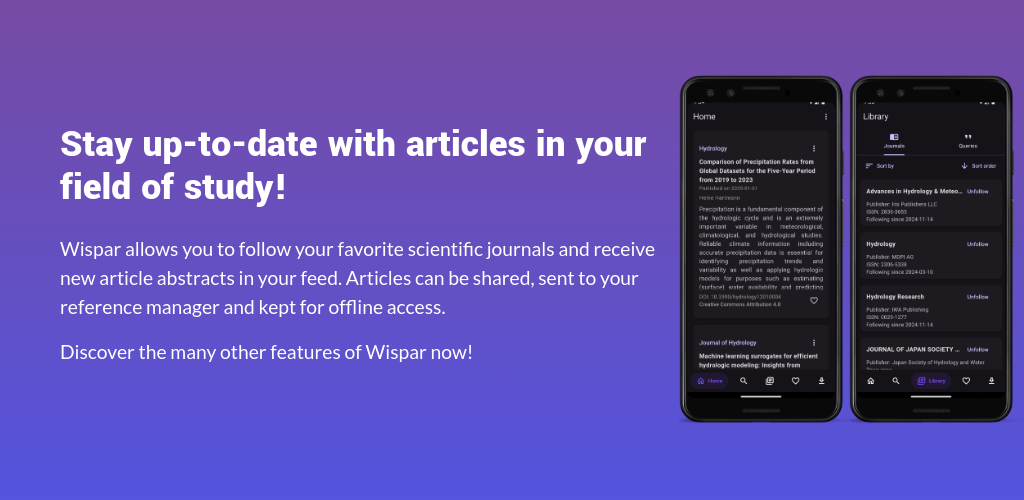 Stay up-to-date with articles in your
field of study!
Wispar allows you to follow your favorite scientific journals and receive
new article abstracts in your feed. Articles can be shared, sent to your
reference manager and kept for offline access.
Discover the many other features of Wispar now!
Home
Hydrology
Comparison of Precipitation Rates from
Global Datasets for the Five-Year Period
from 2019 to 2023
Published on 2025-01-01
Heike Hartmann
Precipitation is a fundamental component of
the hydrologic cycle and is an extremely
important variable in meteorological,
climatological, and hydrological studies.
Reliable climate information including
accurate precipitation data is essential for
identifying precipitation trends and
variability as well as applying hydrologic
models for purposes such as estimating
(surface) water availability and predicting
DOI: 10.3390/hydrology12010004
Creative Commons Attribution 4.0
Journal of Hydrology
Machine learning surrogates for efficient
hydrologic modeling: Insights from
Home
Library
Journals
Queries
Sort by
Sort order
Advances in Hydrology & Meteo... Unfollow
Publisher: Iris Publishers LLC
Following since 2024-11-14
Hydrology Unfollow
Publisher: MDPI AG
ISSN: 2306-5338
Following since 2024-03-10
Hydrology Research Unfollow
Publisher: IWA Publishing
ISSN: 0029-1277
Following since 2024-11-14
JOURNAL OF JAPAN SOCIETY ... Unfollow
Publisher: Japan Society of Hydrology and Water
Library